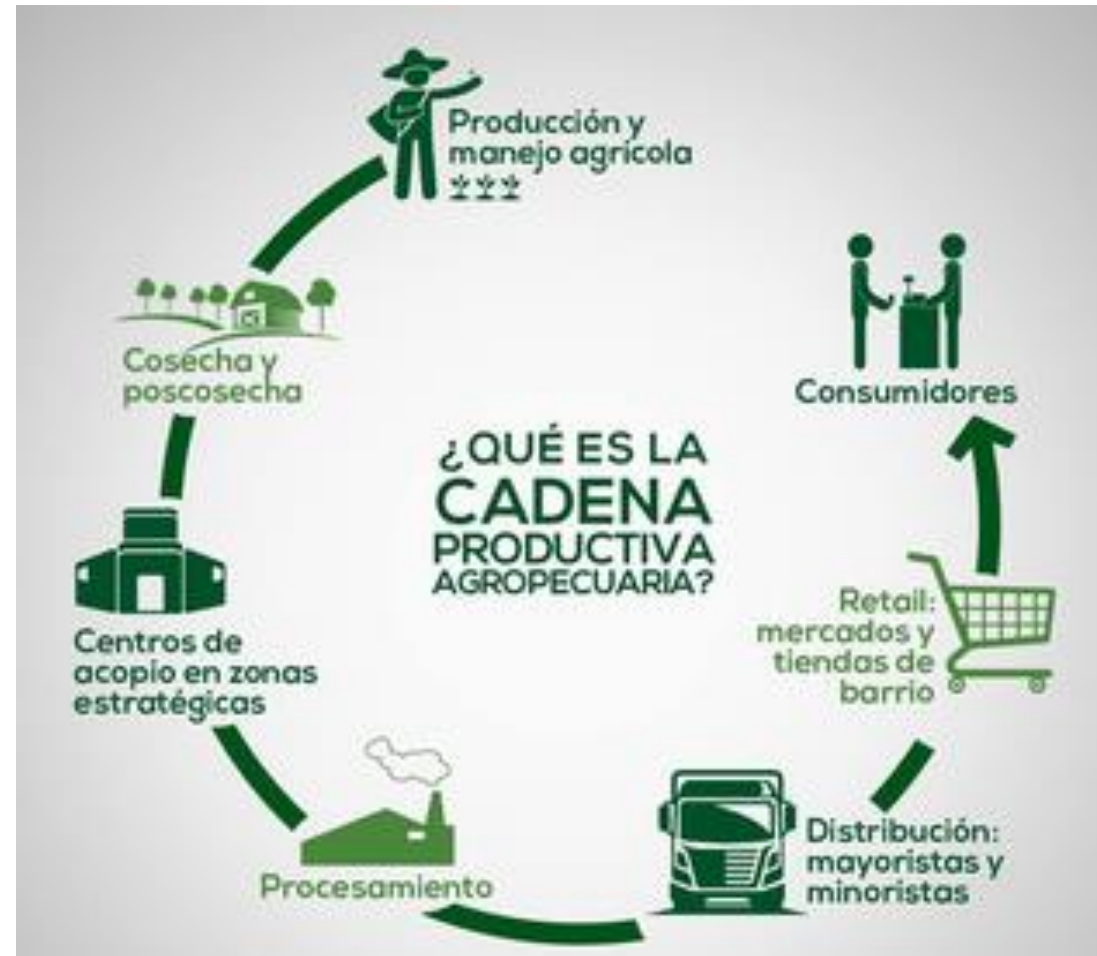 Producción y
manejo agrícola
Cosecha y
poscosecha
Centros de
acopio en zonas
estratégicas
Procesamiento
Distribución:
mayoristas y
minoristas
Retail:
mercados y
tiendas de
barrio
Consumidores
¿QUÉ ES LA
CADENA
PRODUCTIVA
AGROPECUARIA?